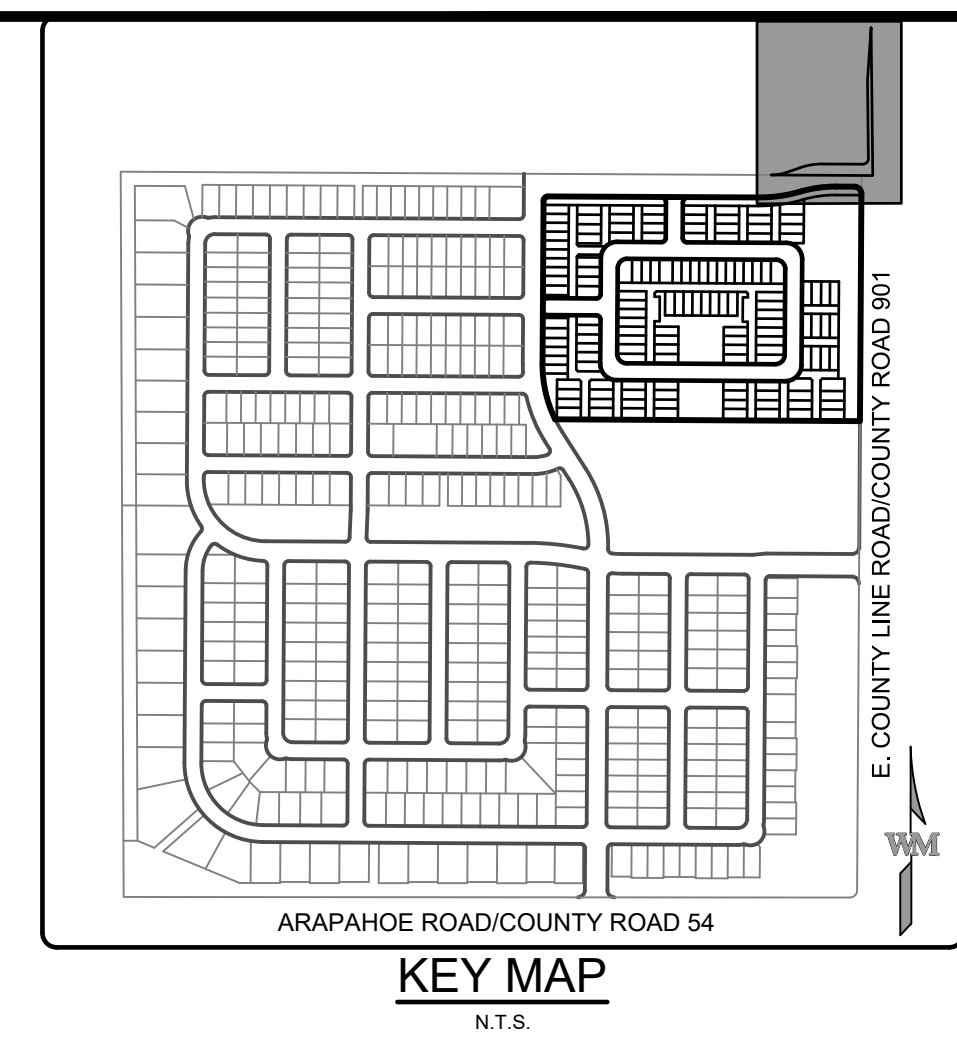 E. COUNTY LINE ROAD/COUNTY ROAD 901
WM
ARAPAHOE ROAD/COUNTY ROAD 54
KEY MAP
N.T.S.